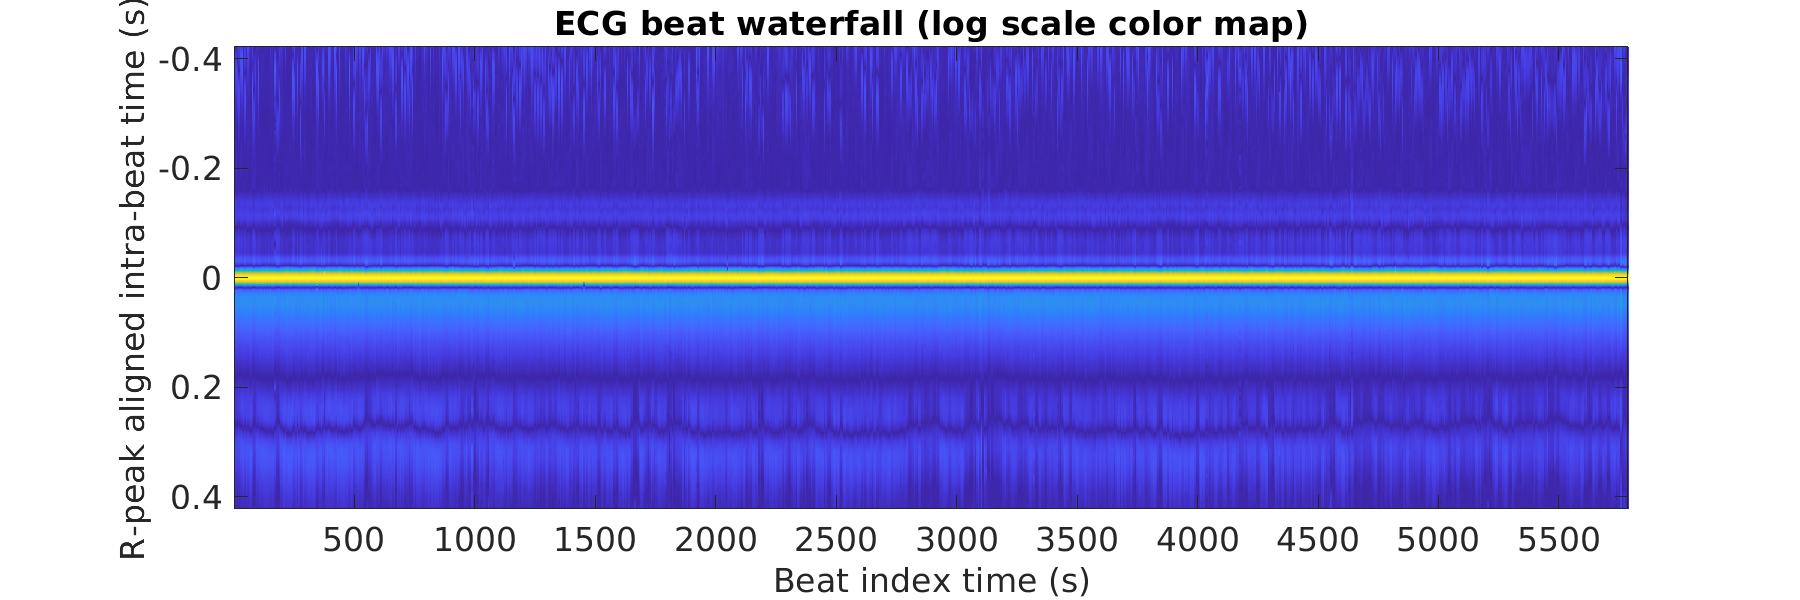 ECG beat waterfall (log scale color map)
R-peak aligned intra-beat time (s)
-0.4
-0.2
0
0.2
0.4
500 1000 1500 2000 2500 3000 3500 4000 4500 5000 5500
Beat index time (s)